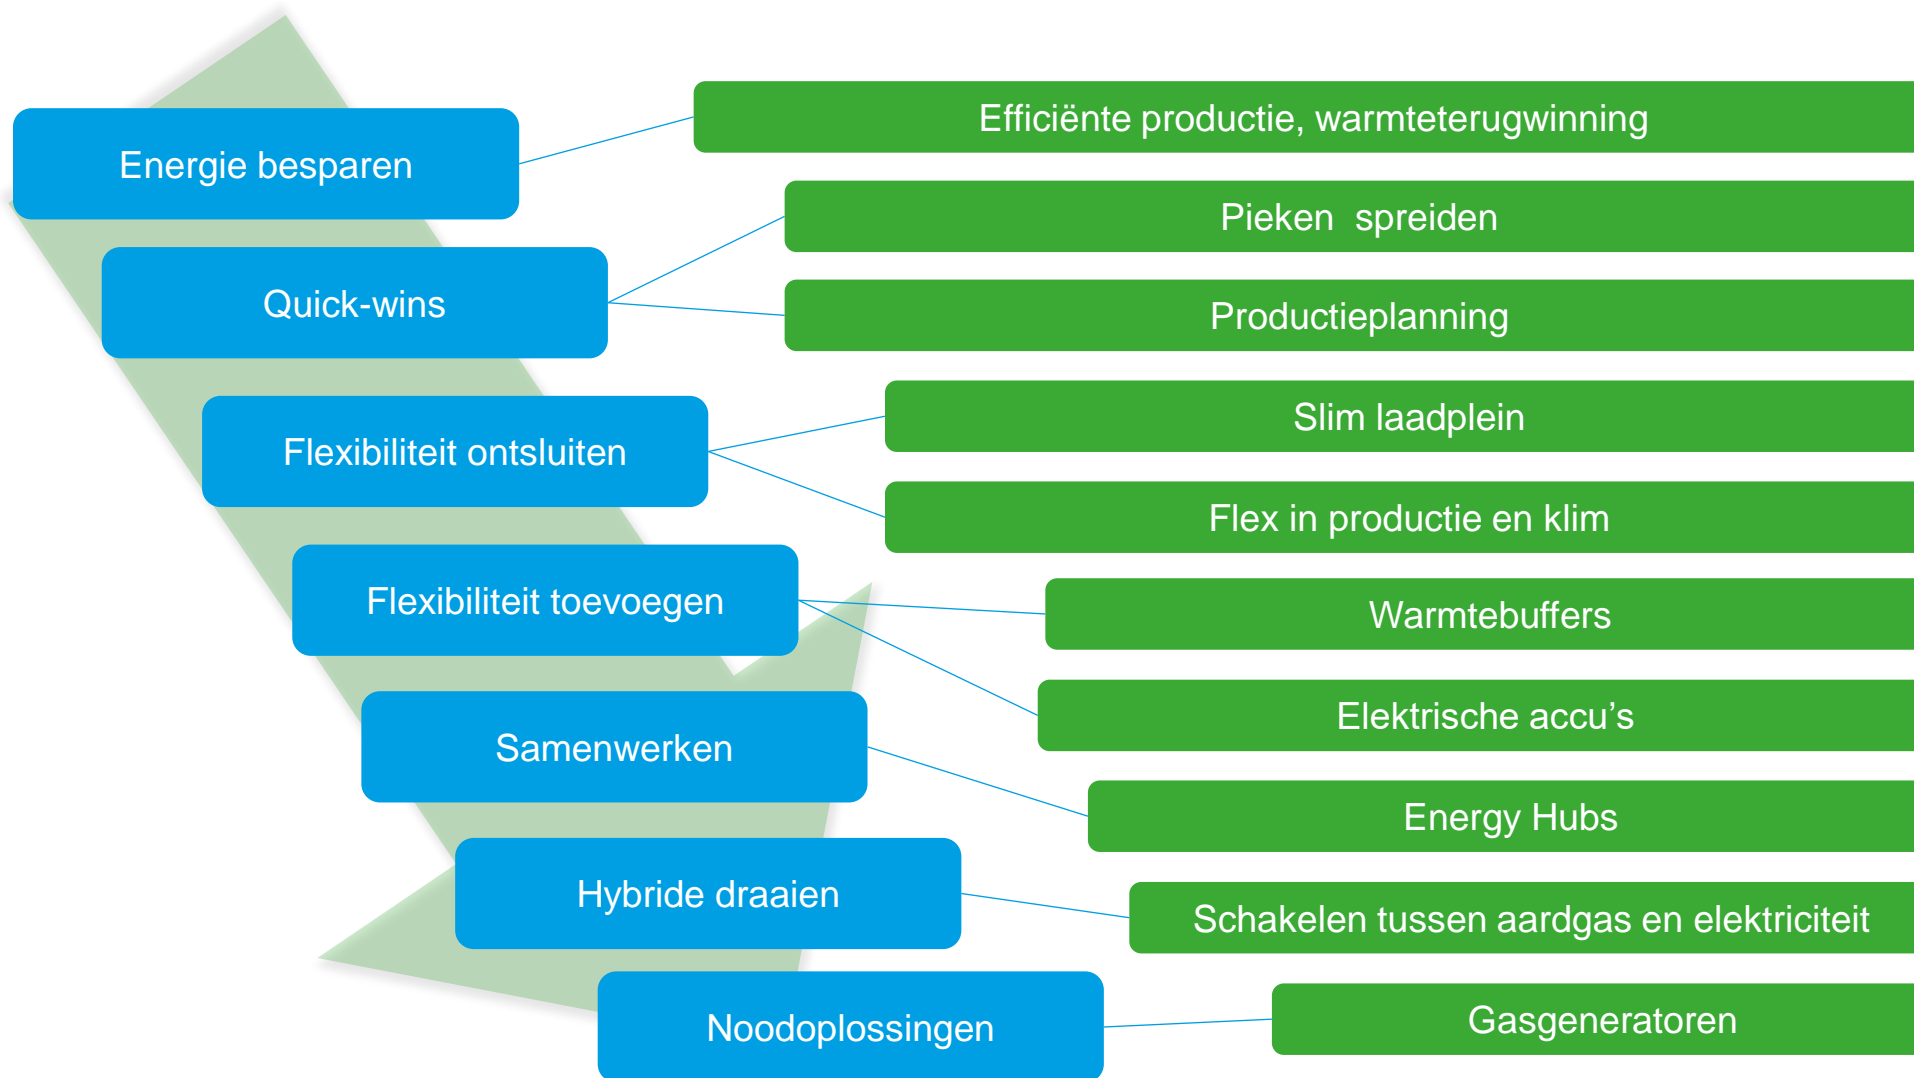 Energie besparen
Efficiënte productie, warmteterugwinning
Quick-wins
Pieken  spreiden
Productieplanning
Flexibiliteit ontsluiten
Slim laadplein
Flex in productie en klim
Flexibiliteit toevoegen
Warmtebuffers
Elektrische accu’s
Samenwerken
Energy Hubs
Hybride draaien
Schakelen tussen aardgas en elektriciteit
Noodoplossingen
Gasgeneratoren